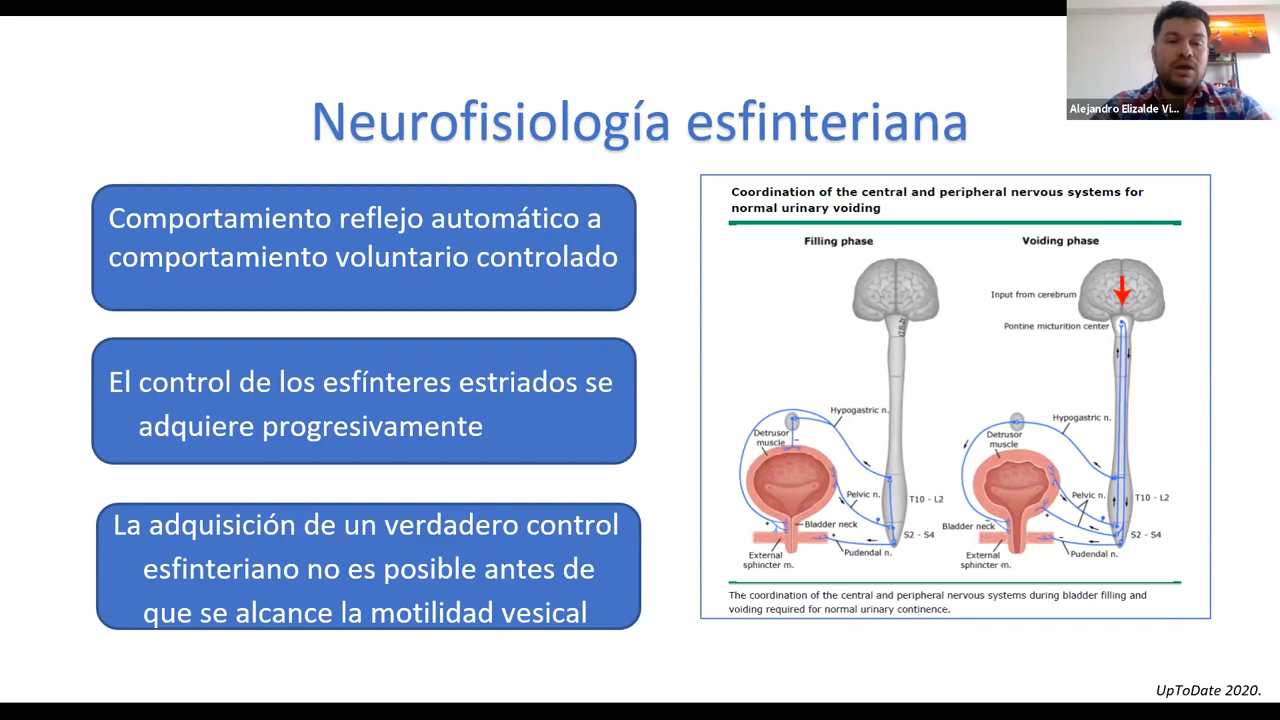 Alejandro Elizalde Vi...
Neurofisiología esfinteriana
Comportamiento reflejo automático a
comportamiento voluntario controlado
El control de los esfínteres estriados se
adquiere progresivamente
La adquisición de un verdadero control
esfinteriano no es posible antes de
que se alcance la motilidad vesical
Coordination of the central and peripheral nervous systems for
normal urinary voiding
Filling phase
Voiding phase
Input from cerebrum
Pontine micturition center
Hypogastric n.
Detrusor
muscle
Pelvic n.
T10 - L2
Bladder neck
S2 - S4
External
sphincter m.
Pudendal n.
Hypogastric n.
Detrusor
muscle
Pelvic n.
T10 - L2
Bladder neck
S2 - S4
External
sphincter m.
Pudendal n.
The coordination of the central and peripheral nervous systems during bladder filling and
voiding required for normal urinary continence.
UpToDate 2020.